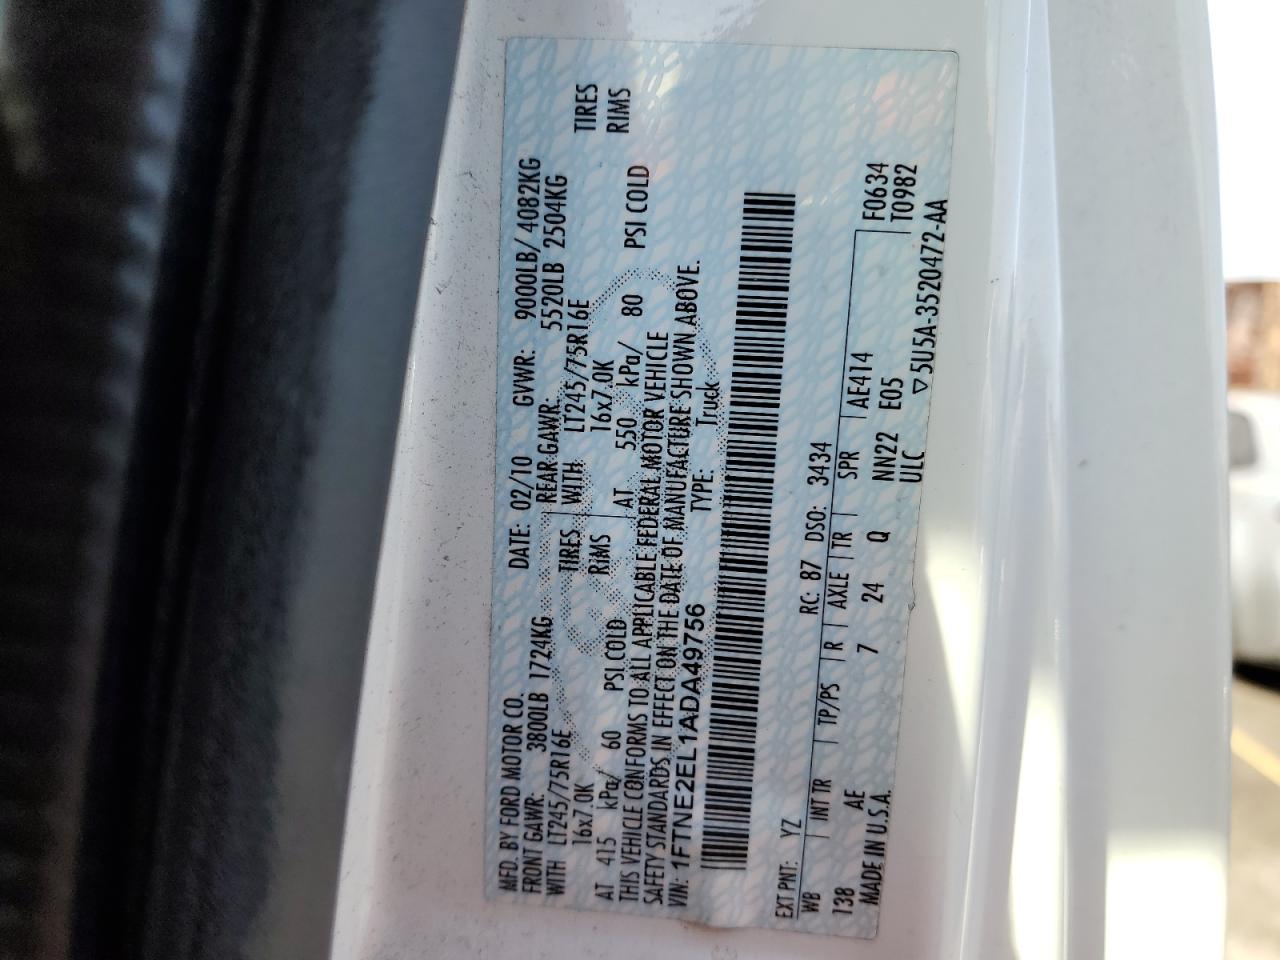 MFD. BY FORD MOTOR CO.
DATE: 02/10 GVWR: 9000LB/ 4082KG
FRONT GAWR: 3800LB 1724KG REAR GAWR: 5520LB 2504KG
WITH LT245/75R16E TIRES WITH LT245/75R16E TIRES
16x7.0K RIMS 16x7.0K RIMS
AT 415 kPa/ 60 PSI COLD AT 550 kPa/ 80 PSI COLD
THIS VEHICLE CONFORMS TO ALL APPLICABLE FEDERAL MOTOR VEHICLE
SAFETY STANDARDS IN EFFECT ON THE DATE OF MANUFACTURE SHOWN ABOVE.
VIN: 1FTNE2EL1ADA49756 TYPE: Truck
EXT PNT: YZ RC: 87 DSO: 3434
WB INT TR TP/PS R AXLE TR SPR AE414 F0634
138 AE 7 24 Q NN22 E05 T0982
MADE IN U.S.A. ULC ▽5U5A-3520472-AA